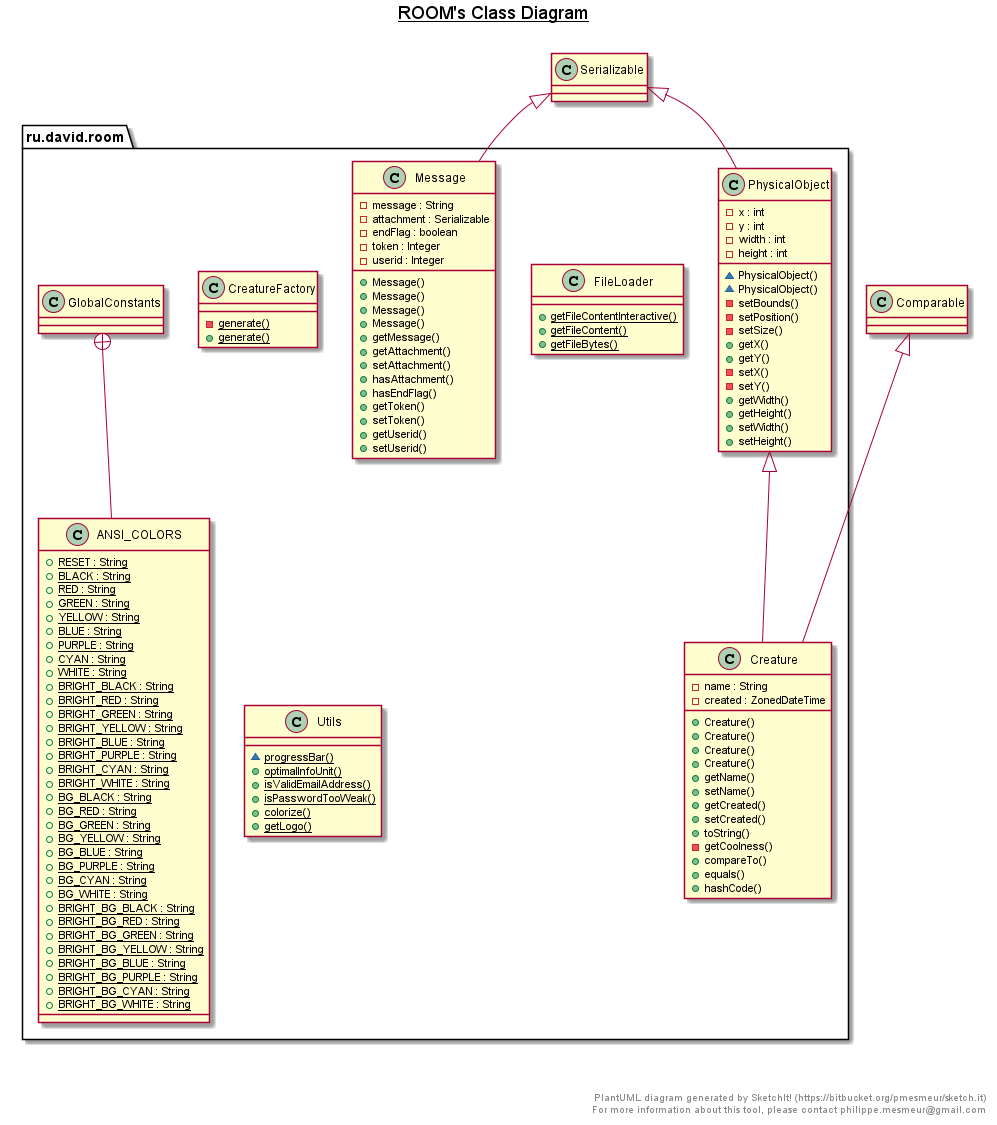 ROOM's Class Diagram
C Serializable
ru.david.room
C Message
message : String
attachment : Serializable
endFlag : boolean
token : Integer
userid : Integer
Message()
Message()
Message()
Message()
getMessage()
getAttachment()
setAttachment()
hasAttachment()
hasEndFlag()
getToken()
setToken()
getUserid()
setUserid()
C PhysicalObject
x : int
y : int
width : int
height : int
PhysicalObject()
PhysicalObject()
setBounds()
setPosition()
setSize()
getX()
getY()
setX()
setY()
getWidth()
getHeight()
setWidth()
setHeight()
C GlobalConstants
C CreatureFactory
generate()
generate()
C FileLoader
getFileContentInteractive()
getFileContent()
getFileBytes()
C Comparable
C ANSI_COLORS
RESET : String
BLACK : String
RED : String
GREEN : String
YELLOW : String
BLUE : String
PURPLE : String
CYAN : String
WHITE : String
BRIGHT_BLACK : String
BRIGHT_RED : String
BRIGHT_GREEN : String
BRIGHT_YELLOW : String
BRIGHT_BLUE : String
BRIGHT_PURPLE : String
BRIGHT_CYAN : String
BRIGHT_WHITE : String
BG_BLACK : String
BG_RED : String
BG_GREEN : String
BG_YELLOW : String
BG_BLUE : String
BG_PURPLE : String
BG_CYAN : String
BG_WHITE : String
BRIGHT_BG_BLACK : String
BRIGHT_BG_RED : String
BRIGHT_BG_GREEN : String
BRIGHT_BG_YELLOW : String
BRIGHT_BG_BLUE : String
BRIGHT_BG_PURPLE : String
BRIGHT_BG_CYAN : String
BRIGHT_BG_WHITE : String
C Utils
progressBar()
optimalInfoUnit()
isValidEmailAddress()
isPasswordTooWeak()
colorize()
getLogo()
C Creature
name : String
created : ZonedDateTime
Creature()
Creature()
Creature()
Creature()
getName()
setName()
getCreated()
setCreated()
toString()
getCoolness()
compareTo()
equals()
hashCode()
PlantUML diagram generated by SketchIt! (https://bitbucket.org/pmesmeur/sketch.it)
For more information about this tool, please contact philippe.mesmeur@gmail.com